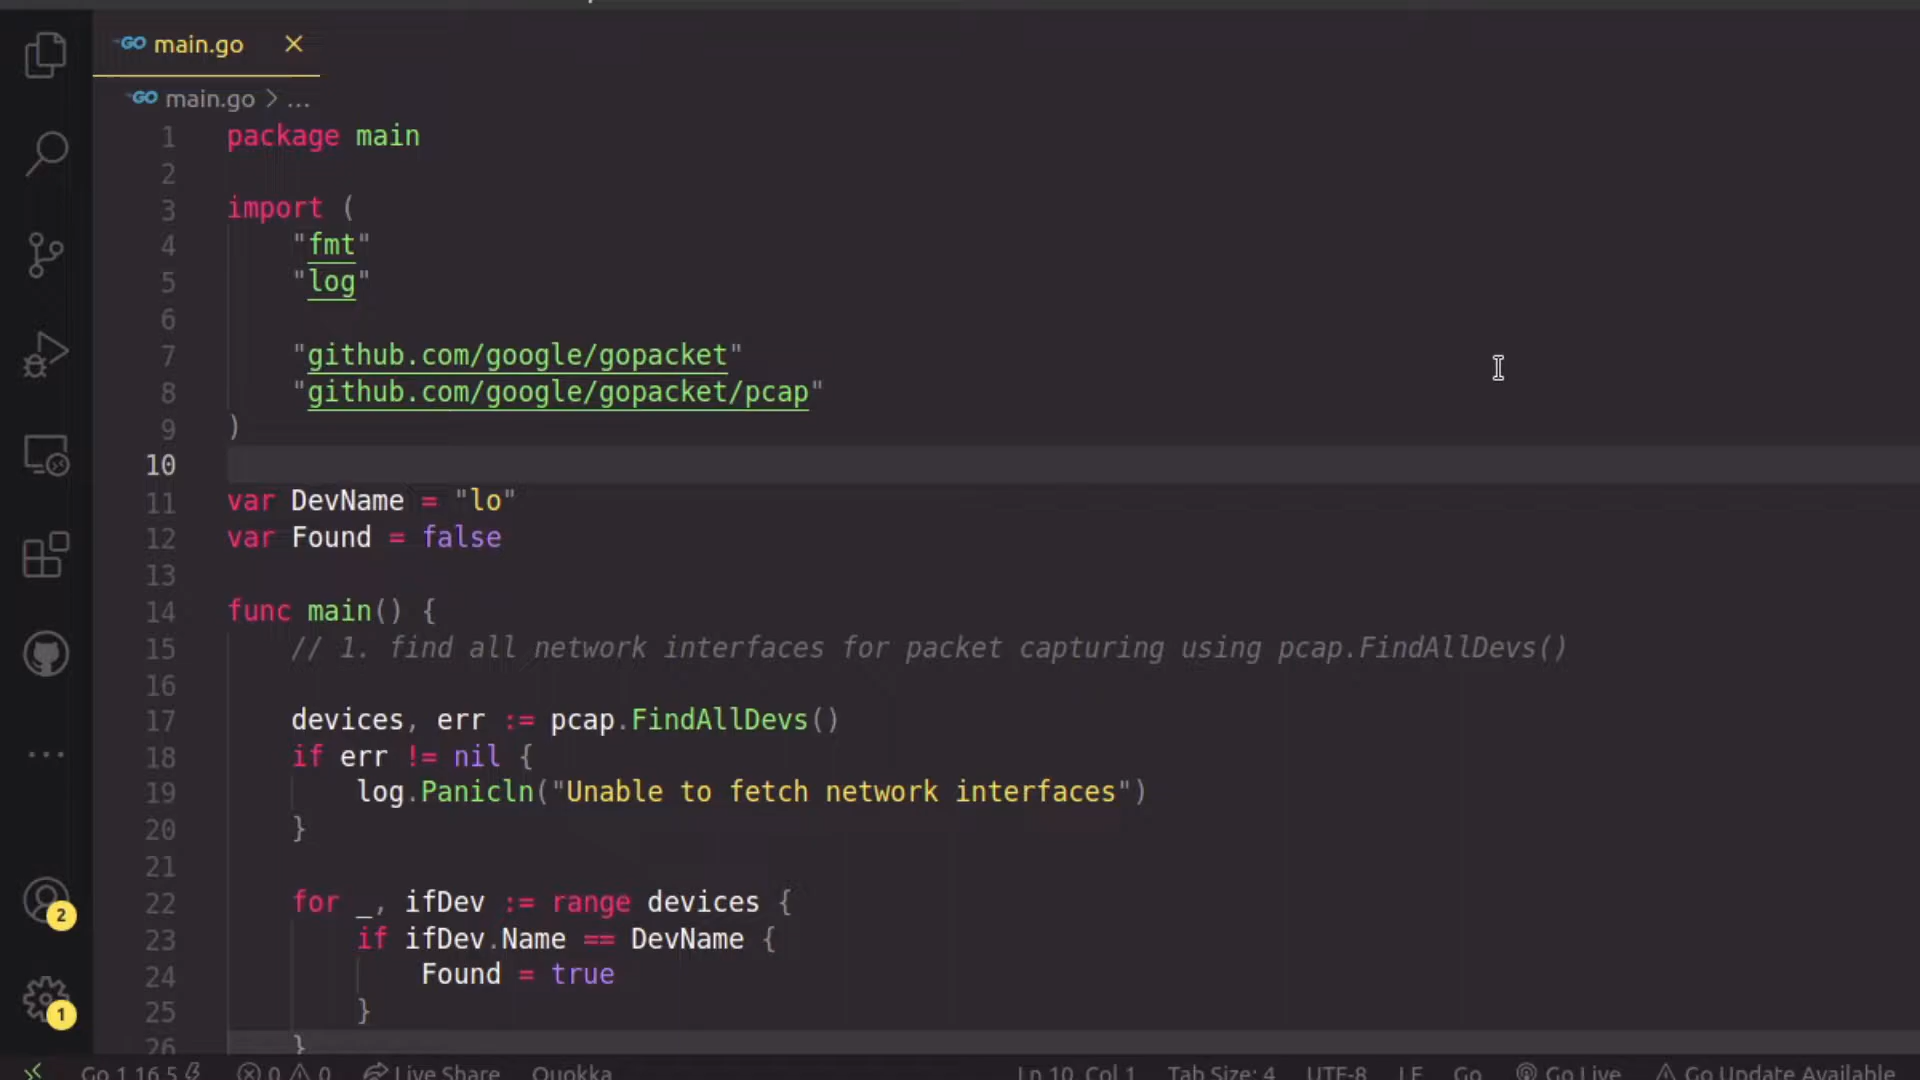 GO main.go ×
GO main.go > ...
1 package main
2
3 import (
4 "fmt"
5 "log"
6
7 "github.com/google/gopacket"
8 "github.com/google/gopacket/pcap"
9 )
10
11 var DevName = "lo"
12 var Found = false
13
14 func main() {
15 // 1. find all network interfaces for packet capturing using pcap.FindAllDevs()
16
17 devices, err := pcap.FindAllDevs()
18 if err != nil {
19 log.Panicln("Unable to fetch network interfaces")
20 }
21
22 for _, ifDev := range devices {
23 if ifDev.Name == DevName {
24 Found = true
25 }
26 }
2
1
Go 1.16.5 0 0 Live Share Quokka Ln 10, Col 1 Tab Size: 4 UTF-8 LF Go Go Live Go Update Available